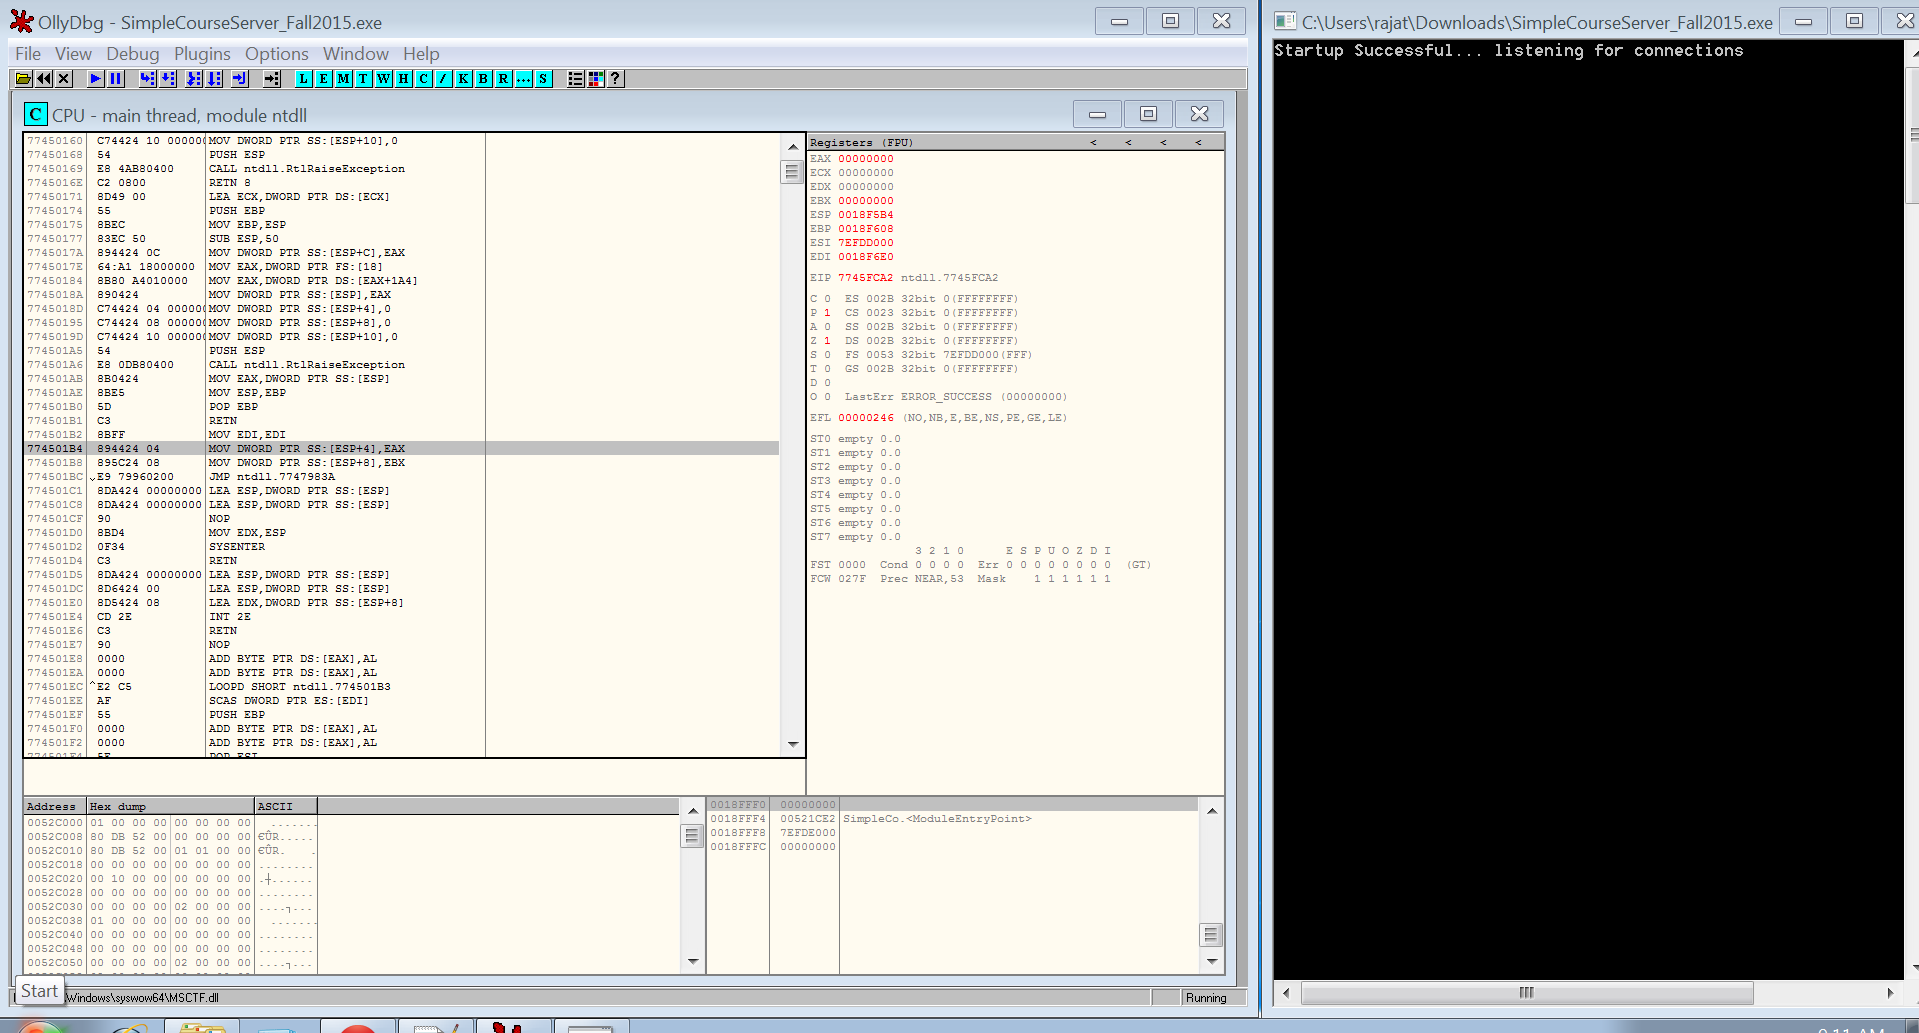 OllyDbg - SimpleCourseServer_Fall2015.exe
File View Debug Plugins Options Window Help
L E M T W H C / K B R ... S ?
CPU - main thread, module ntdll
77450160 C74424 10 000000 MOV DWORD PTR SS:[ESP+10],0
77450168 54 PUSH ESP
77450169 E8 4AB80400 CALL ntdll.RtlRaiseException
7745016E C2 0800 RETN 8
77450171 8D49 00 LEA ECX,DWORD PTR DS:[ECX]
77450174 55 PUSH EBP
77450175 8BEC MOV EBP,ESP
77450177 83EC 50 SUB ESP,50
7745017A 894424 0C MOV DWORD PTR SS:[ESP+C],EAX
7745017E 64:A1 18000000 MOV EAX,DWORD PTR FS:[18]
77450184 8B80 A4010000 MOV EAX,DWORD PTR DS:[EAX+1A4]
7745018A 890424 MOV DWORD PTR SS:[ESP],EAX
7745018D C74424 04 000000 MOV DWORD PTR SS:[ESP+4],0
77450195 C74424 08 000000 MOV DWORD PTR SS:[ESP+8],0
7745019D C74424 10 000000 MOV DWORD PTR SS:[ESP+10],0
774501A5 54 PUSH ESP
774501A6 E8 0DB80400 CALL ntdll.RtlRaiseException
774501AB 8B0424 MOV EAX,DWORD PTR SS:[ESP]
774501AE 8BE5 MOV ESP,EBP
774501B0 5D POP EBP
774501B1 C3 RETN
774501B2 8BFF MOV EDI,EDI
774501B4 894424 04 MOV DWORD PTR SS:[ESP+4],EAX
774501B8 895C24 08 MOV DWORD PTR SS:[ESP+8],EBX
774501BC E9 79960200 JMP ntdll.7747983A
774501C1 8DA424 00000000 LEA ESP,DWORD PTR SS:[ESP]
774501C8 8DA424 00000000 LEA ESP,DWORD PTR SS:[ESP]
774501CF 90 NOP
774501D0 8BD4 MOV EDX,ESP
774501D2 0F34 SYSENTER
774501D4 C3 RETN
774501D5 8DA424 00000000 LEA ESP,DWORD PTR SS:[ESP]
774501DC 8D6424 00 LEA ESP,DWORD PTR SS:[ESP]
774501E0 8D5424 08 LEA EDX,DWORD PTR SS:[ESP+8]
774501E4 CD 2E INT 2E
774501E6 C3 RETN
774501E7 90 NOP
774501E8 0000 ADD BYTE PTR DS:[EAX],AL
774501EA 0000 ADD BYTE PTR DS:[EAX],AL
774501EC ^E2 C5 LOOPD SHORT ntdll.774501B3
774501EE AF SCAS DWORD PTR ES:[EDI]
774501EF 55 PUSH EBP
774501F0 0000 ADD BYTE PTR DS:[EAX],AL
774501F2 0000 ADD BYTE PTR DS:[EAX],AL
Registers (FPU) < < < <
EAX 00000000
ECX 00000000
EDX 00000000
EBX 00000000
ESP 0018F5B4
EBP 0018F608
ESI 7EFDD000
EDI 0018F6E0
EIP 7745FCA2 ntdll.7745FCA2
C 0 ES 002B 32bit 0(FFFFFFFF)
P 1 CS 0023 32bit 0(FFFFFFFF)
A 0 SS 002B 32bit 0(FFFFFFFF)
Z 1 DS 002B 32bit 0(FFFFFFFF)
S 0 FS 0053 32bit 7EFDD000(FFF)
T 0 GS 002B 32bit 0(FFFFFFFF)
D 0
O 0 LastErr ERROR_SUCCESS (00000000)
EFL 00000246 (NO,NB,E,BE,NS,PE,GE,LE)
ST0 empty 0.0
ST1 empty 0.0
ST2 empty 0.0
ST3 empty 0.0
ST4 empty 0.0
ST5 empty 0.0
ST6 empty 0.0
ST7 empty 0.0
3 2 1 0 E S P U O Z D I
FST 0000 Cond 0 0 0 0 Err 0 0 0 0 0 0 0 0 (GT)
FCW 027F Prec NEAR,53 Mask 1 1 1 1 1 1
Address Hex dump ASCII
0052C000 01 00 00 00 00 00 00 00 .......
0052C008 80 DB 52 00 00 00 00 00 €ÛR.....
0052C010 80 DB 52 00 01 01 00 00 €ÛR. .
0052C018 00 00 00 00 00 00 00 00 ........
0052C020 00 10 00 00 00 00 00 00 .┼......
0052C028 00 00 00 00 00 00 00 00 ........
0052C030 00 00 00 00 02 00 00 00 ....┐...
0052C038 01 00 00 00 00 00 00 00 .......
0052C040 00 00 00 00 00 00 00 00 ........
0052C048 00 00 00 00 00 00 00 00 ........
0052C050 00 00 00 00 02 00 00 00 ....┐...
0018FFF0 00000000
0018FFF4 00521CE2 SimpleCo.<ModuleEntryPoint>
0018FFF8 7EFDE000
0018FFFC 00000000
Start
Windows\syswow64\MSCTF.dll
Running
C:\Users\rajat\Downloads\SimpleCourseServer_Fall2015.exe
Startup Successful... listening for connections